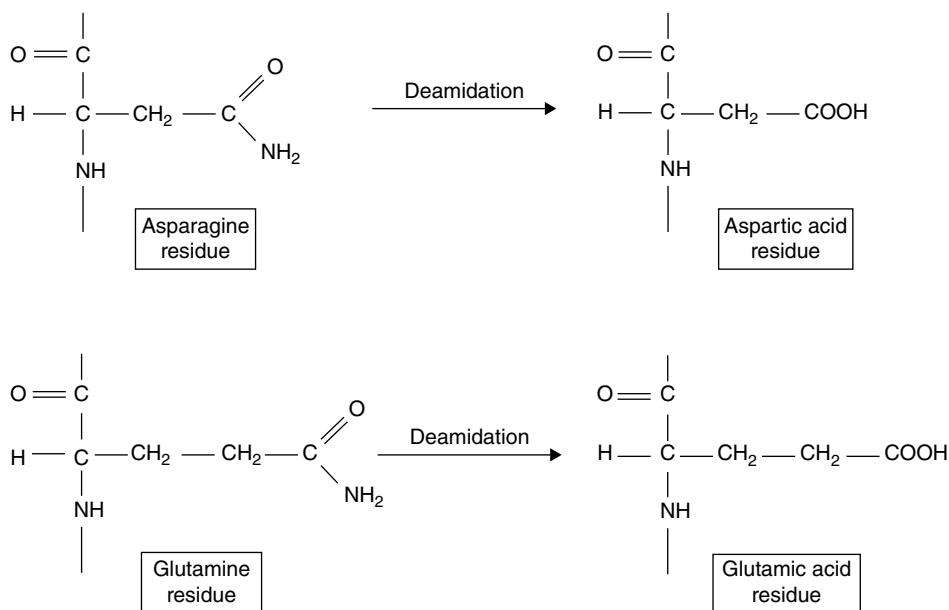 O
C
O
H
C
CH2
C
NH2
NH
Asparagine
residue
Deamidation
O
C
H
C
CH2
COOH
NH
Aspartic acid
residue
O
C
O
H
C
CH2
CH2
C
NH2
NH
Glutamine
residue
Deamidation
O
C
H
C
CH2
CH2
COOH
NH
Glutamic acid
residue